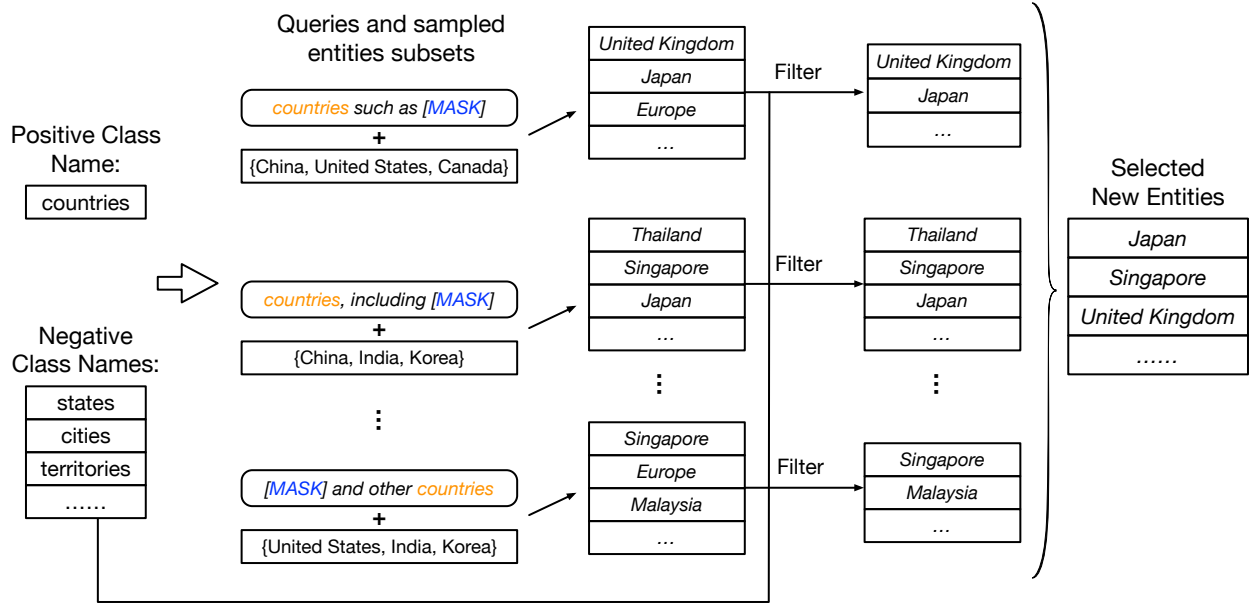 Queries and sampled
entities subsets
Positive Class
Name:
countries
Negative
Class Names:
states
cities
territories
......
countries such as [MASK]
+
{China, United States, Canada}
countries, including [MASK]
+
{China, India, Korea}
⋮
[MASK] and other countries
+
{United States, India, Korea}
United Kingdom
Japan
Europe
...
Thailand
Singapore
Japan
...
⋮
Singapore
Europe
Malaysia
...
Filter
Filter
Filter
United Kingdom
Japan
...
Thailand
Singapore
Japan
...
⋮
Singapore
Malaysia
...
Selected
New Entities
Japan
Singapore
United Kingdom
......